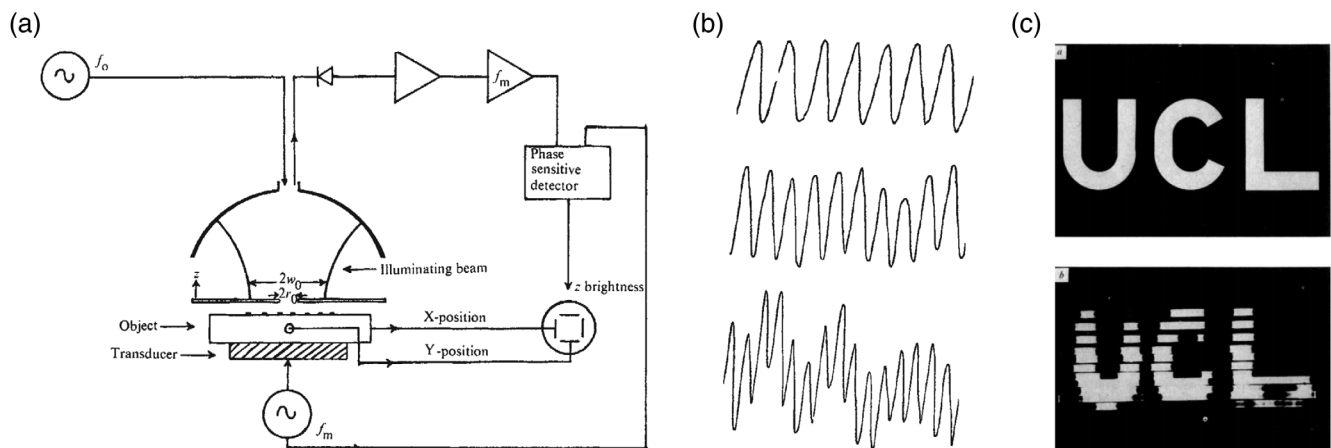 (a)
f₀
fₘ
Phase
sensitive
detector
Illuminating beam
z
2w₀
2r₀
z brightness
Object
X-position
Transducer
Y-position
fₘ
(b)
(c)
a
UCL
b
UCL